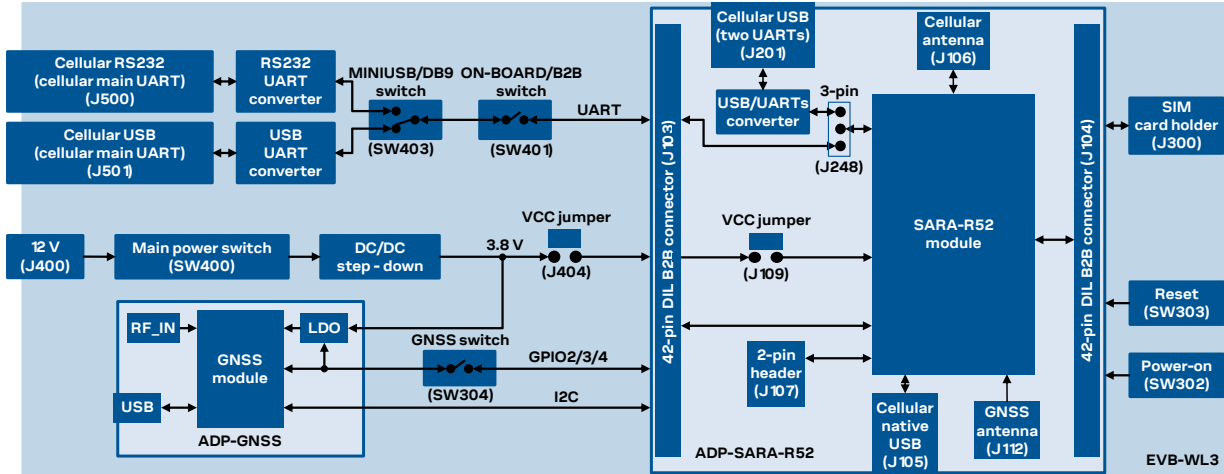 Cellular RS232
(cellular main UART)
(J500)
RS232
UART
converter
MINIUSB/DB9
switch
(SW403)
ON-BOARD/B2B
switch
(SW401)
UART
Cellular USB
(cellular main UART)
(J501)
USB
UART
converter
12 V
(J400)
Main power switch
(SW400)
DC/DC
step - down
3.8 V
VCC jumper
(J404)
RF_IN
GNSS
module
LDO
USB
ADP-GNSS
GNSS switch
(SW304)
GPIO2/3/4
I2C
42-pin DIL B2B connector (J103)
Cellular USB
(two UARTs)
(J201)
USB/UARTs
converter
3-pin
(J248)
Cellular
antenna
(J106)
VCC jumper
(J109)
SARA-R52
module
2-pin
header
(J107)
Cellular
native
USB
(J105)
GNSS
antenna
(J112)
ADP-SARA-R52
42-pin DIL B2B connector (J104)
SIM
card holder
(J300)
Reset
(SW303)
Power-on
(SW302)
EVB-WL3